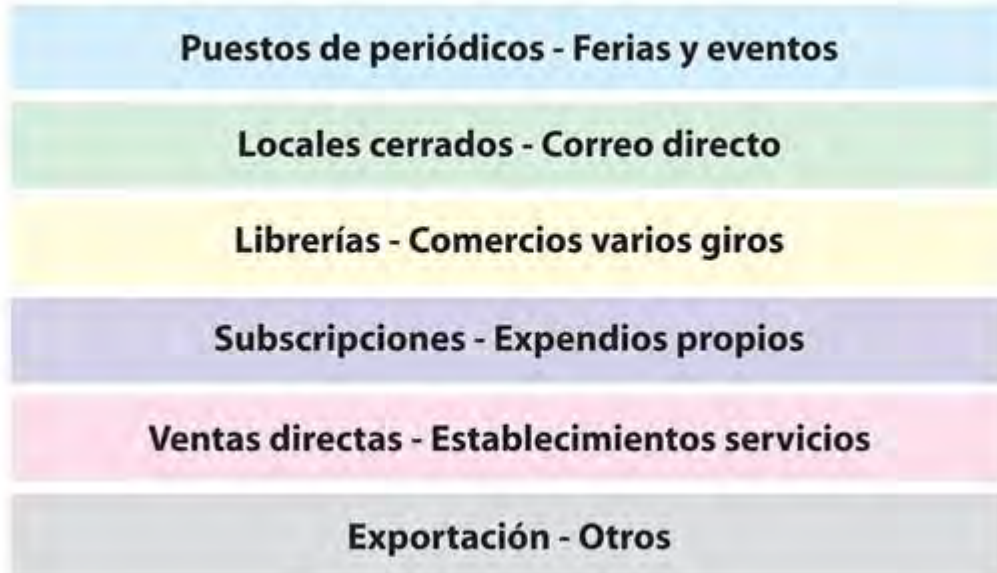 Puestos de periódicos - Ferias y eventos
Locales cerrados - Correo directo
Librerías - Comercios varios giros
Subscripciones - Expendios propios
Ventas directas - Establecimientos servicios
Exportación - Otros